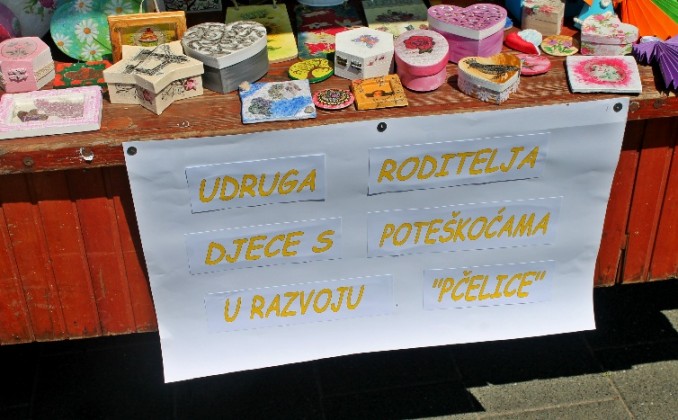 UDRUGA RODITELJA
DJECE S POTEŠKOĆAMA
U RAZVOJU "PČELICE"